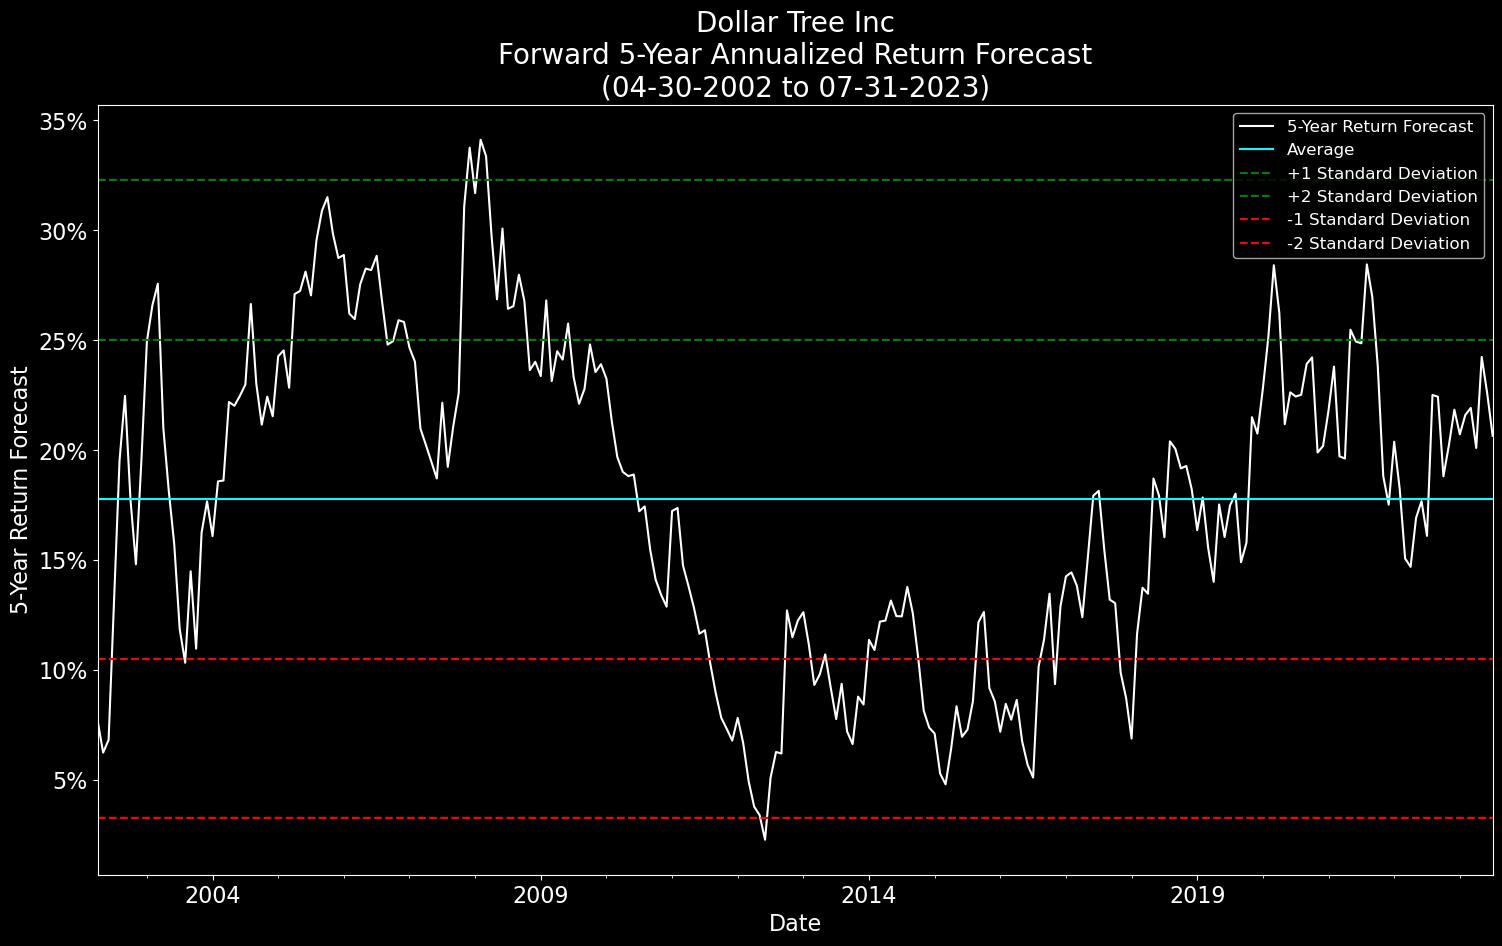 Dollar Tree Inc
Forward 5-Year Annualized Return Forecast
(04-30-2002 to 07-31-2023)
35%
30%
25%
20%
15%
10%
5%
5-Year Return Forecast
5-Year Return Forecast
Average
+1 Standard Deviation
+2 Standard Deviation
-1 Standard Deviation
-2 Standard Deviation
2004
2009
2014
2019
Date